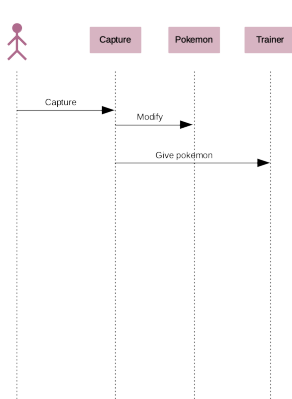 Capture
Pokemon
Trainer
Capture
Modify
Give pokemon